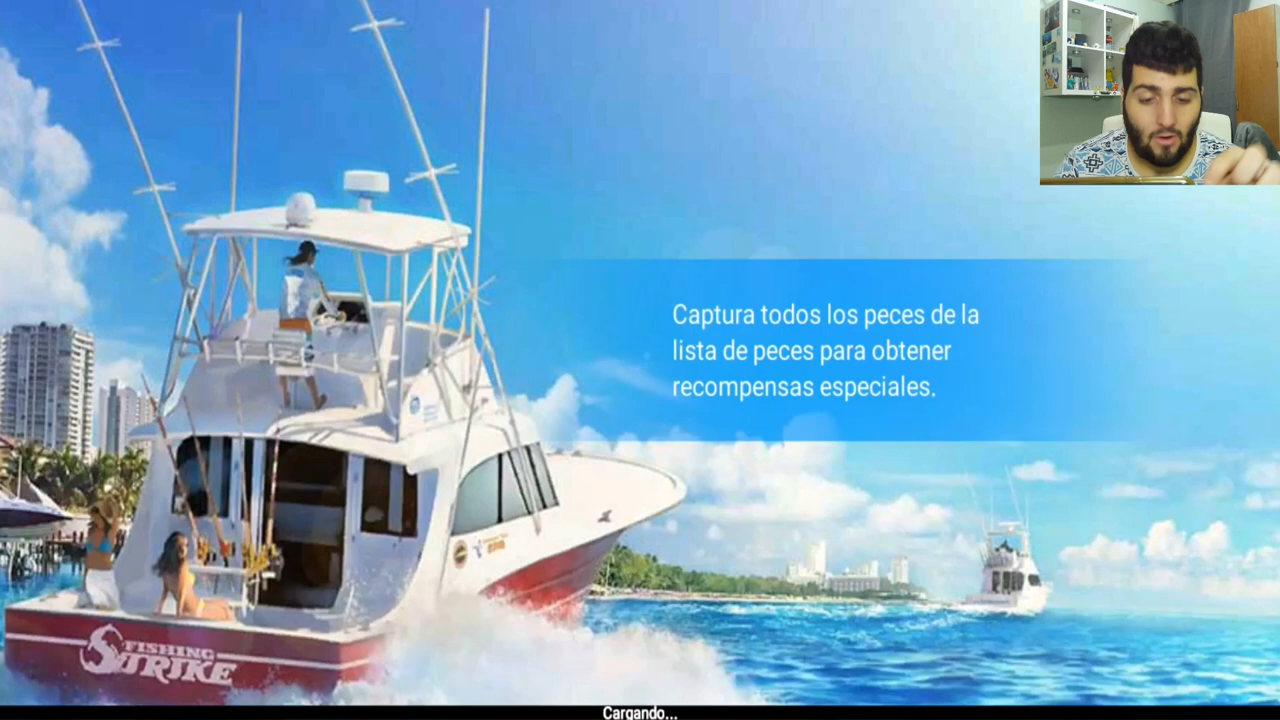 Captura todos los peces de la
lista de peces para obtener
recompensas especiales.
FISHING
STRIKE
Cargando...